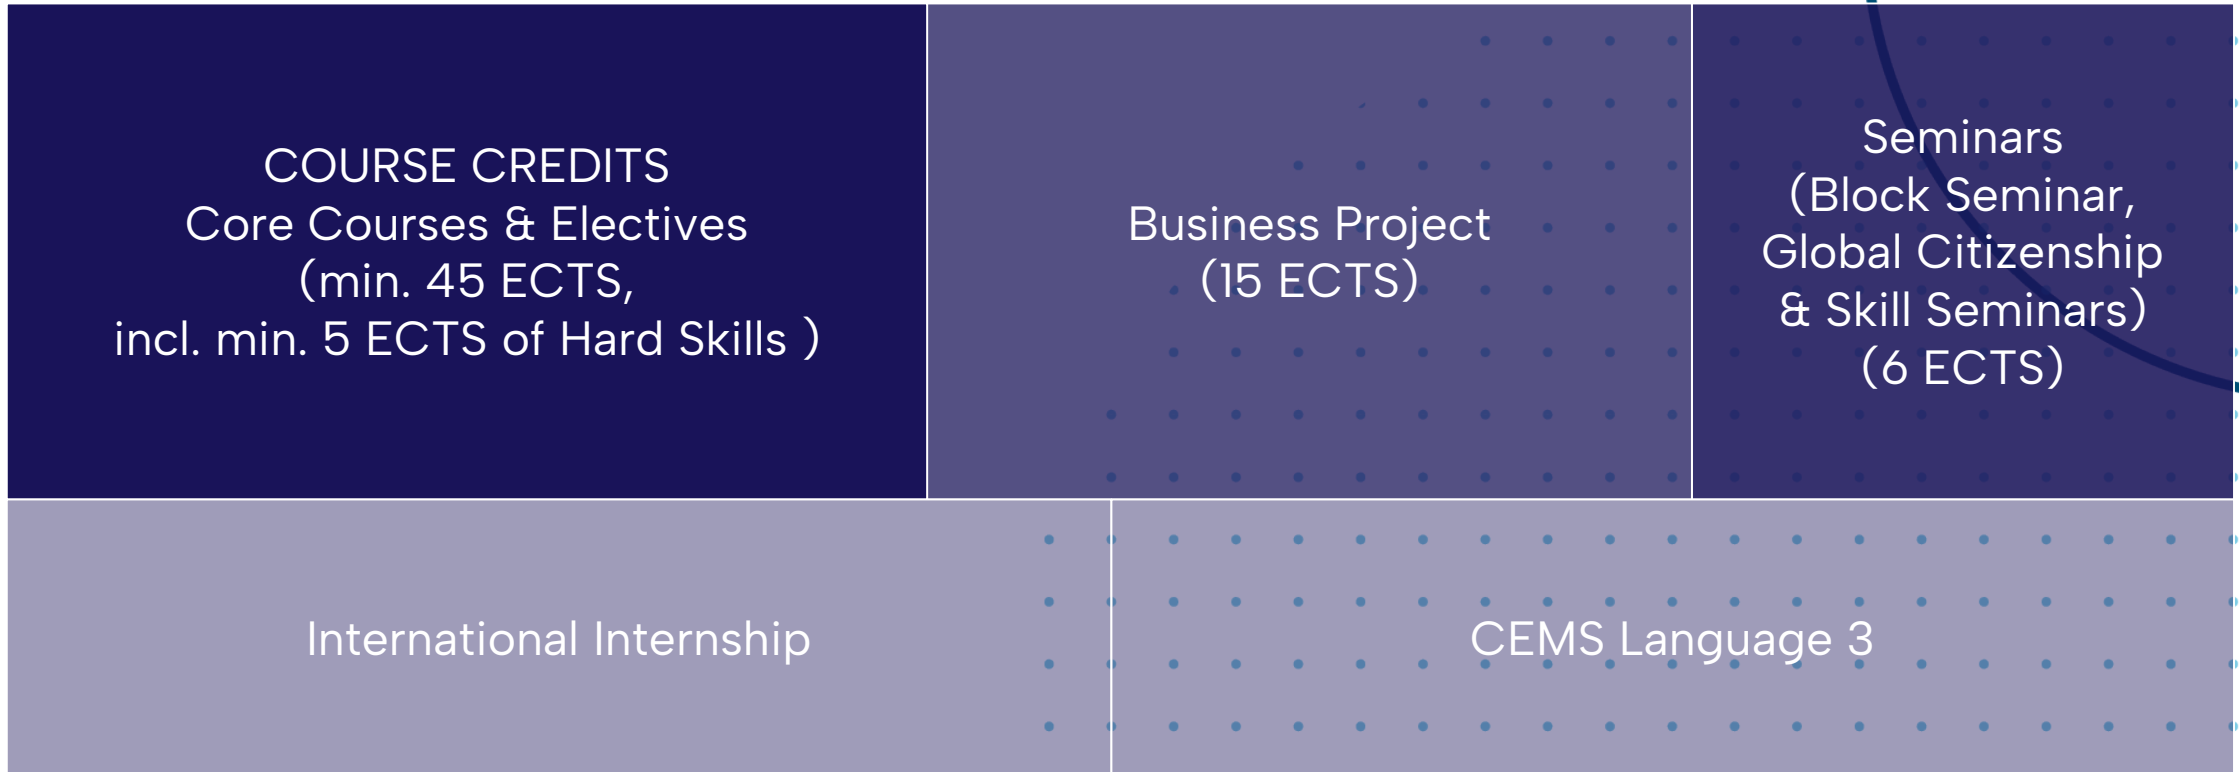 COURSE CREDITS
Core Courses & Electives
(min. 45 ECTS,
incl. min. 5 ECTS of Hard Skills )
Business Project
(15 ECTS)
Seminars
(Block Seminar,
Global Citizenship
& Skill Seminars)
(6 ECTS)
International Internship
CEMS Language 3